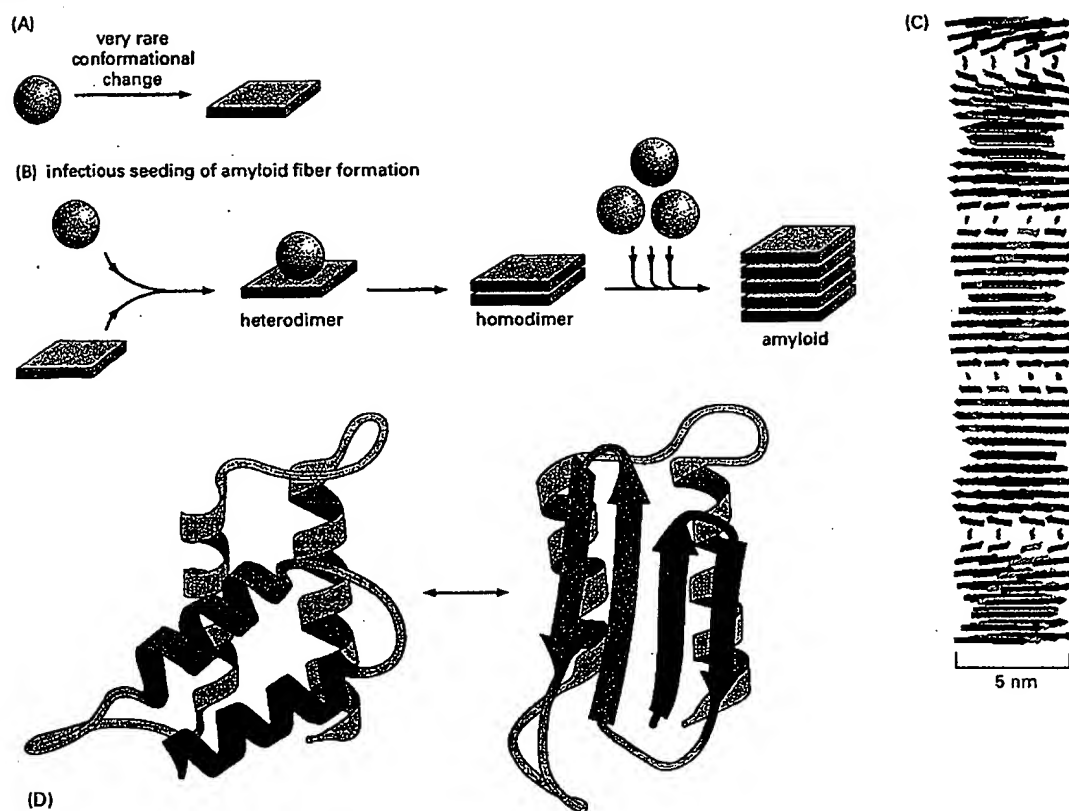 (A)
very rare
conformational
change
(B) infectious seeding of amyloid fiber formation
heterodimer
homodimer
amyloid
(C)
5 nm
(D)